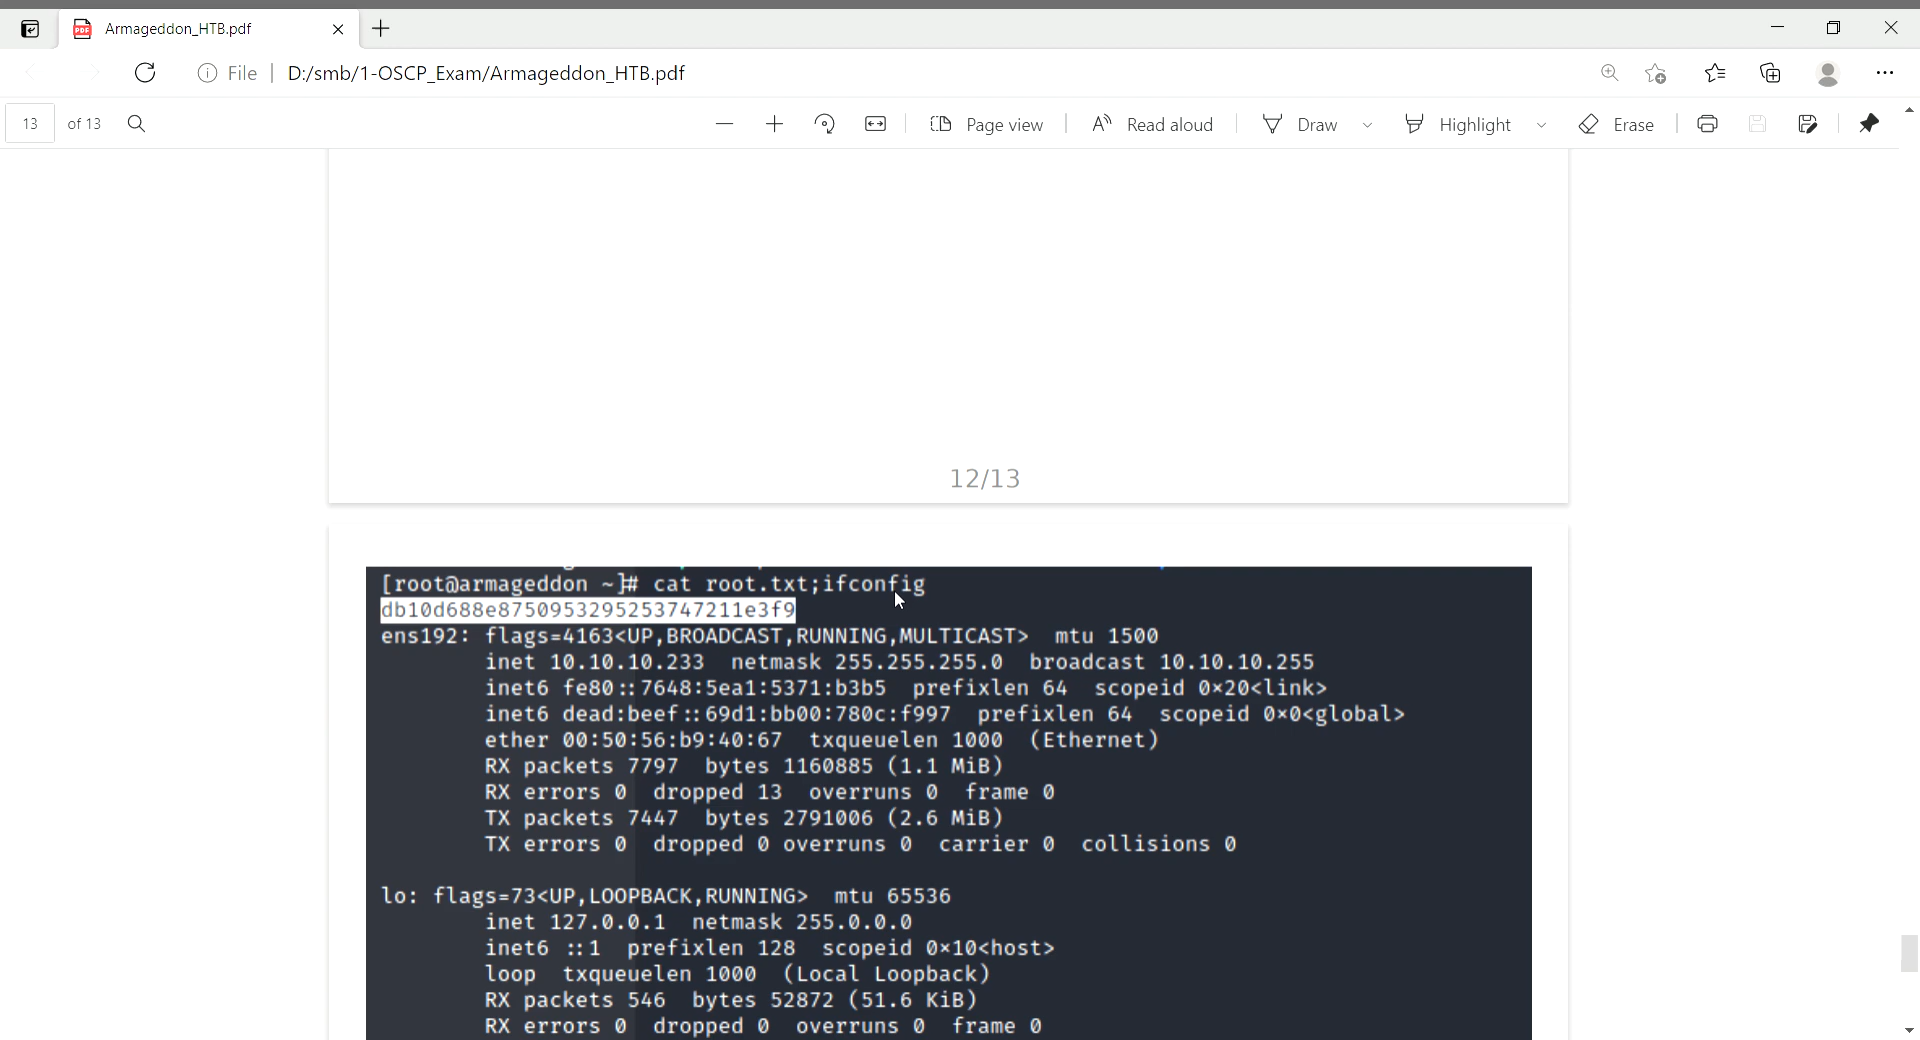 Armageddon_HTB.pdf
File
D:/smb/1-OSCP_Exam/Armageddon_HTB.pdf
13 of 13
Page view
Read aloud
Draw
Highlight
Erase
12/13
[root@armageddon ~]# cat root.txt;ifconfig
db10d688e8750953295253747211e3f9
ens192: flags=4163<UP,BROADCAST,RUNNING,MULTICAST>  mtu 1500
inet 10.10.10.233  netmask 255.255.255.0  broadcast 10.10.10.255
inet6 fe80::7648:5ea1:5371:b3b5  prefixlen 64  scopeid 0×20<link>
inet6 dead:beef::69d1:bb00:780c:f997  prefixlen 64  scopeid 0×0<global>
ether 00:50:56:b9:40:67  txqueuelen 1000  (Ethernet)
RX packets 7797  bytes 1160885 (1.1 MiB)
RX errors 0  dropped 13  overruns 0  frame 0
TX packets 7447  bytes 2791006 (2.6 MiB)
TX errors 0  dropped 0 overruns 0  carrier 0  collisions 0
lo: flags=73<UP,LOOPBACK,RUNNING>  mtu 65536
inet 127.0.0.1  netmask 255.0.0.0
inet6 ::1  prefixlen 128  scopeid 0×10<host>
loop  txqueuelen 1000  (Local Loopback)
RX packets 546  bytes 52872 (51.6 KiB)
RX errors 0  dropped 0  overruns 0  frame 0